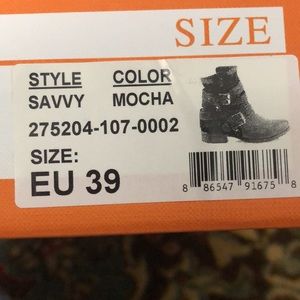 SIZE
STYLE COLOR
SAVVY MOCHA
275204-107-0002
SIZE:
EU 39
8 86547 91675 8